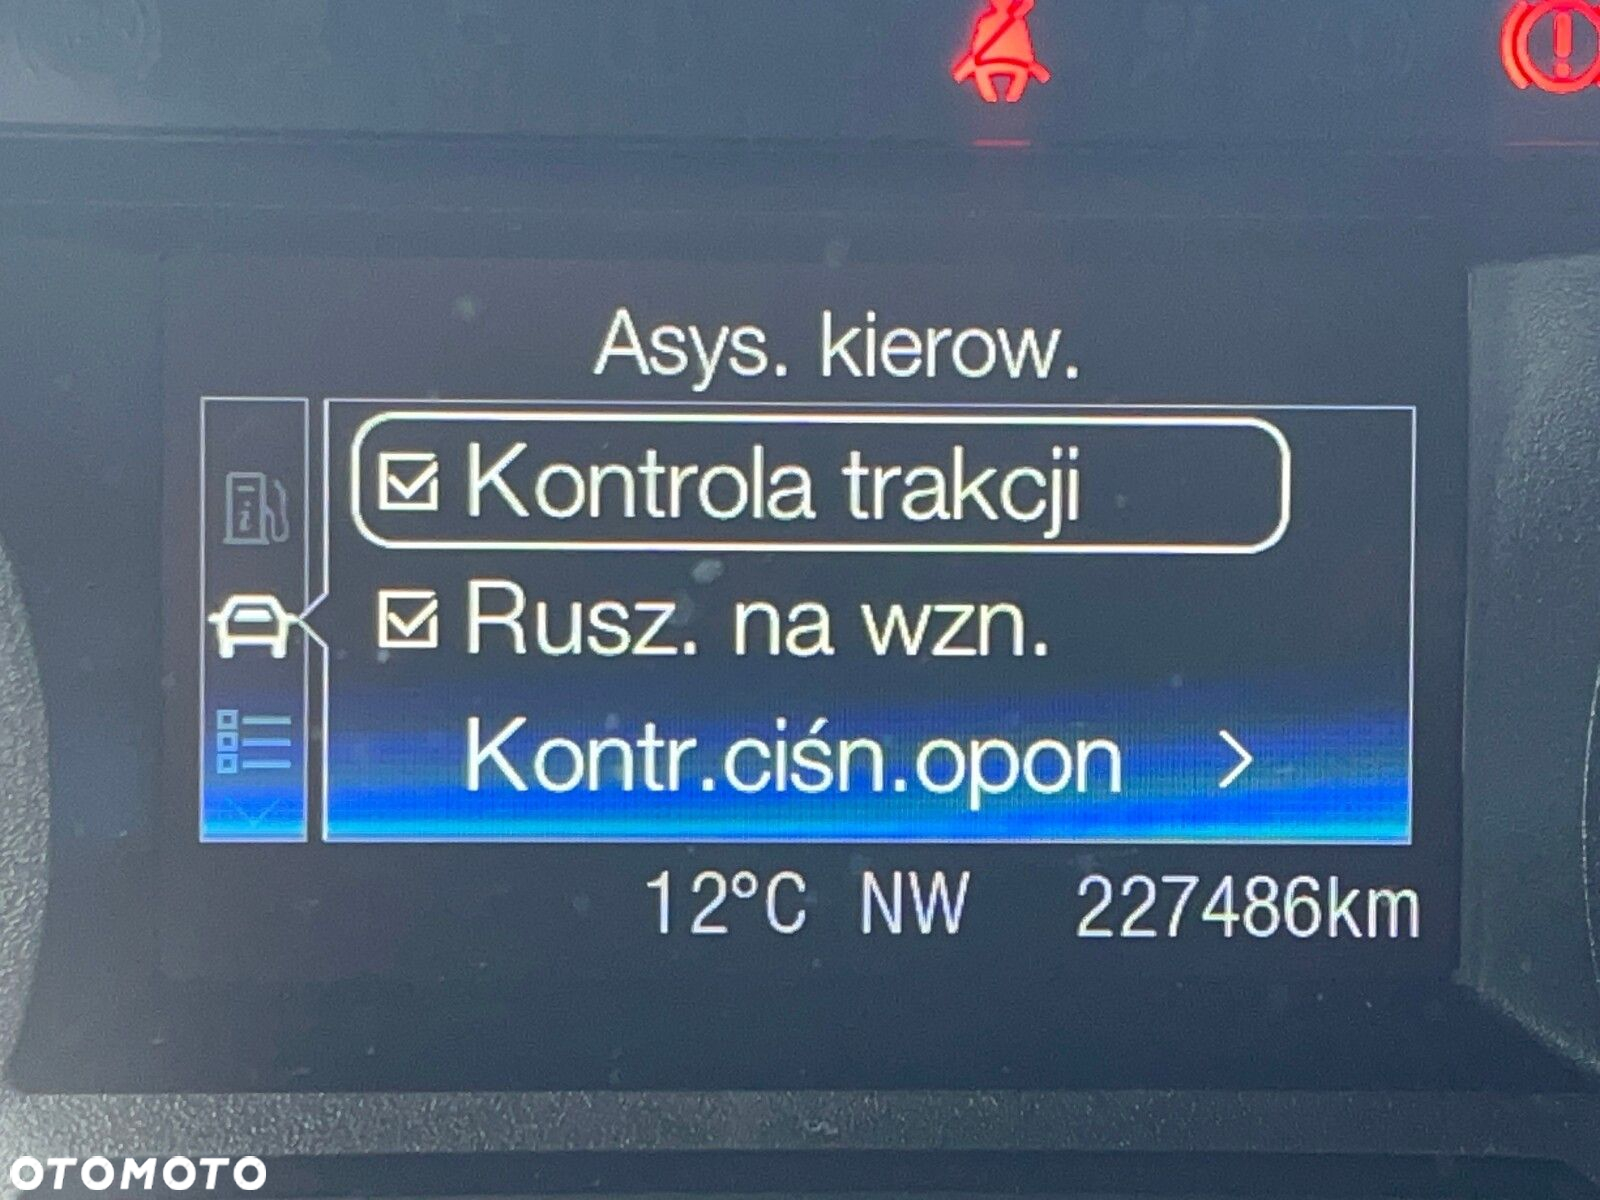 Asys. kierow.
Kontrola trakcji
Rusz. na wzn.
Kontr.ciśn.opon >
12°C NW 227486km
OTOMOTO